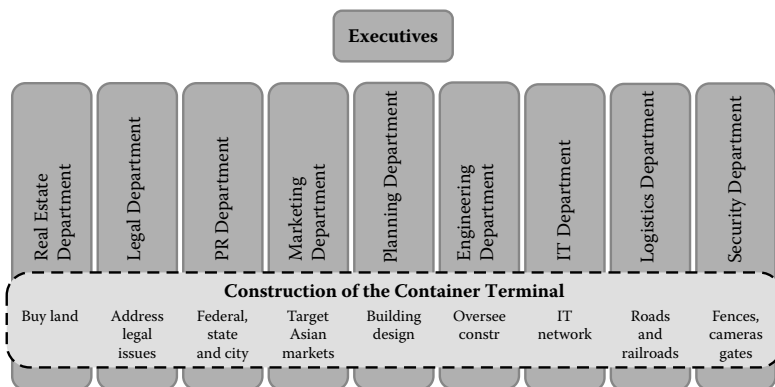 Executives
Real Estate
Department
Legal Department
PR Department
Marketing
Department
Planning Department
Engineering
Department
IT Department
Logistics Department
Security Department
Construction of the Container Terminal
Buy land
Address
legal
issues
Federal,
state
and city
Target
Asian
markets
Building
design
Oversee
constr
IT
network
Roads
and
railroads
Fences,
cameras
gates